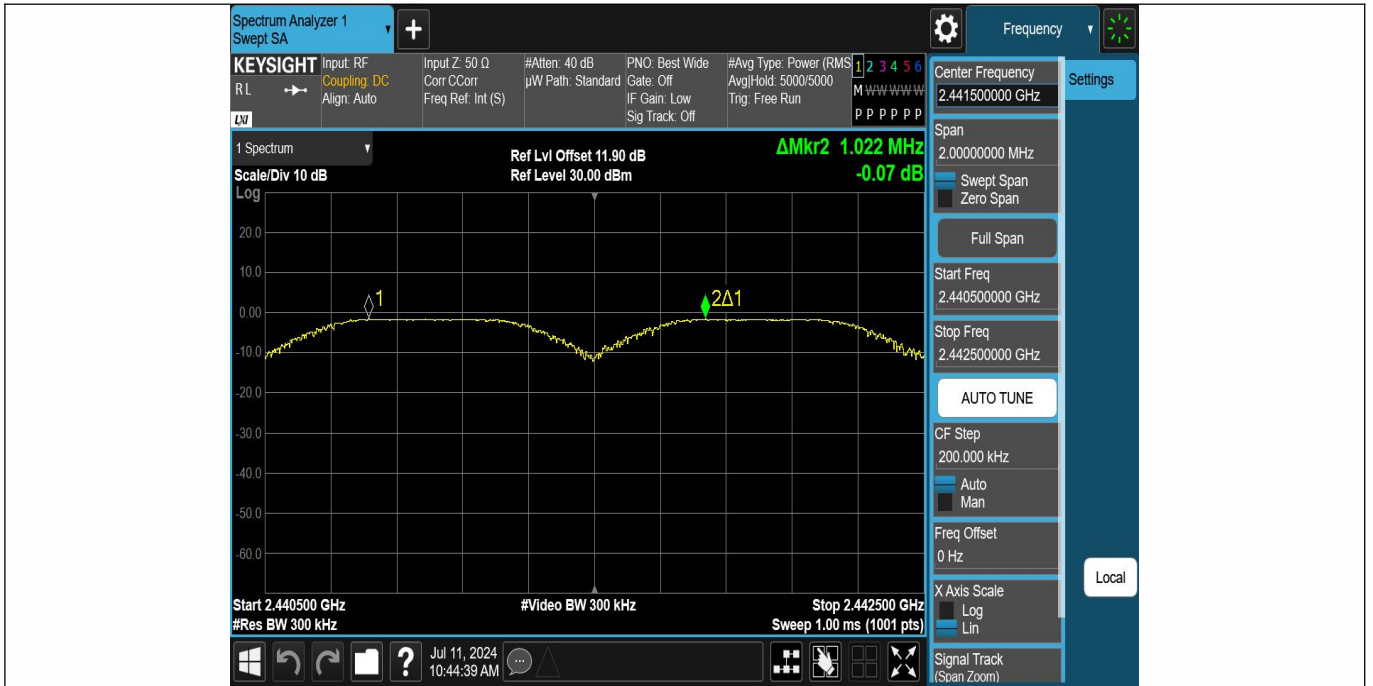 Spectrum Analyzer 1
Swept SA
+
Frequency
KEYSIGHT
RL
LXI
Input: RF
Coupling: DC
Align: Auto
Input Z: 50 Ω
Corr CCorr
Freq Ref: Int (S)
#Atten: 40 dB
µW Path: Standard
PNO: Best Wide
Gate: Off
IF Gain: Low
Sig Track: Off
#Avg Type: Power (RMS
Avg|Hold: 5000/5000
Trig: Free Run
1 2 3 4 5 6
M W W W W W
P P P P P P
1 Spectrum
Scale/Div 10 dB
Log
Ref Lvl Offset 11.90 dB
Ref Level 30.00 dBm
ΔMkr2 1.022 MHz
-0.07 dB
20.0
10.0
0.00
-10.0
-20.0
-30.0
-40.0
-50.0
-60.0
1
2Δ1
Start 2.440500 GHz
#Res BW 300 kHz
#Video BW 300 kHz
Stop 2.442500 GHz
Sweep 1.00 ms (1001 pts)
?
Jul 11, 2024
10:44:39 AM
Center Frequency
2.441500000 GHz
Settings
Span
2.00000000 MHz
Swept Span
Zero Span
Full Span
Start Freq
2.440500000 GHz
Stop Freq
2.442500000 GHz
AUTO TUNE
CF Step
200.000 kHz
Auto
Man
Freq Offset
0 Hz
X Axis Scale
Log
Lin
Signal Track
(Span Zoom)
Local